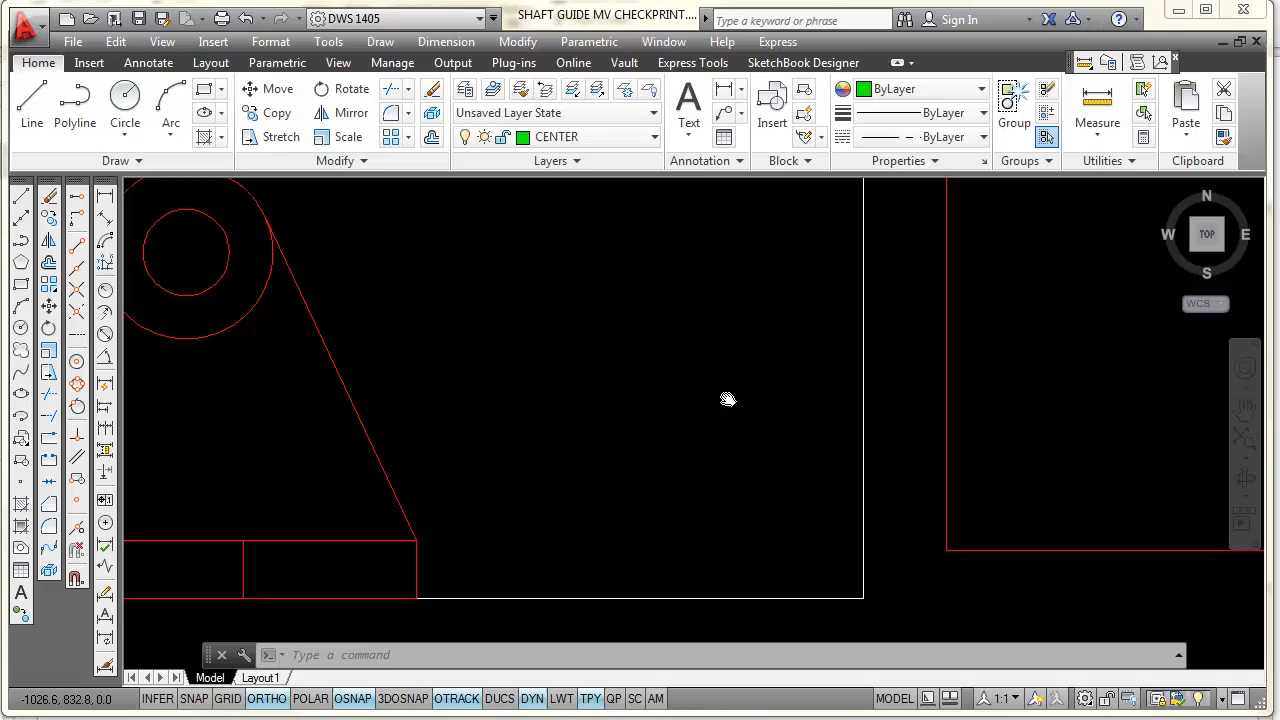 DWS 1405
SHAFT GUIDE MV CHECKPRINT....
Type a keyword or phrase
Sign In
File Edit View Insert Format Tools Draw Dimension Modify Parametric Window Help Express
Home Insert Annotate Layout Parametric View Manage Output Plug-ins Online Vault Express Tools SketchBook Designer
Line Polyline Circle Arc
Move Rotate
Copy Mirror
Stretch Scale
Unsaved Layer State
CENTER
Text
Insert
ByLayer
ByLayer
ByLayer
Group
Measure
Paste
Draw Modify Layers Annotation Block Properties Groups Utilities Clipboard
N
W TOP E
S
WCS
Type a command
Model Layout1
-1026.6, 832.8, 0.0 INFER SNAP GRID ORTHO POLAR OSNAP 3DOSNAP OTRACK DUCS DYN LWT TPY QP SC AM MODEL 1:1